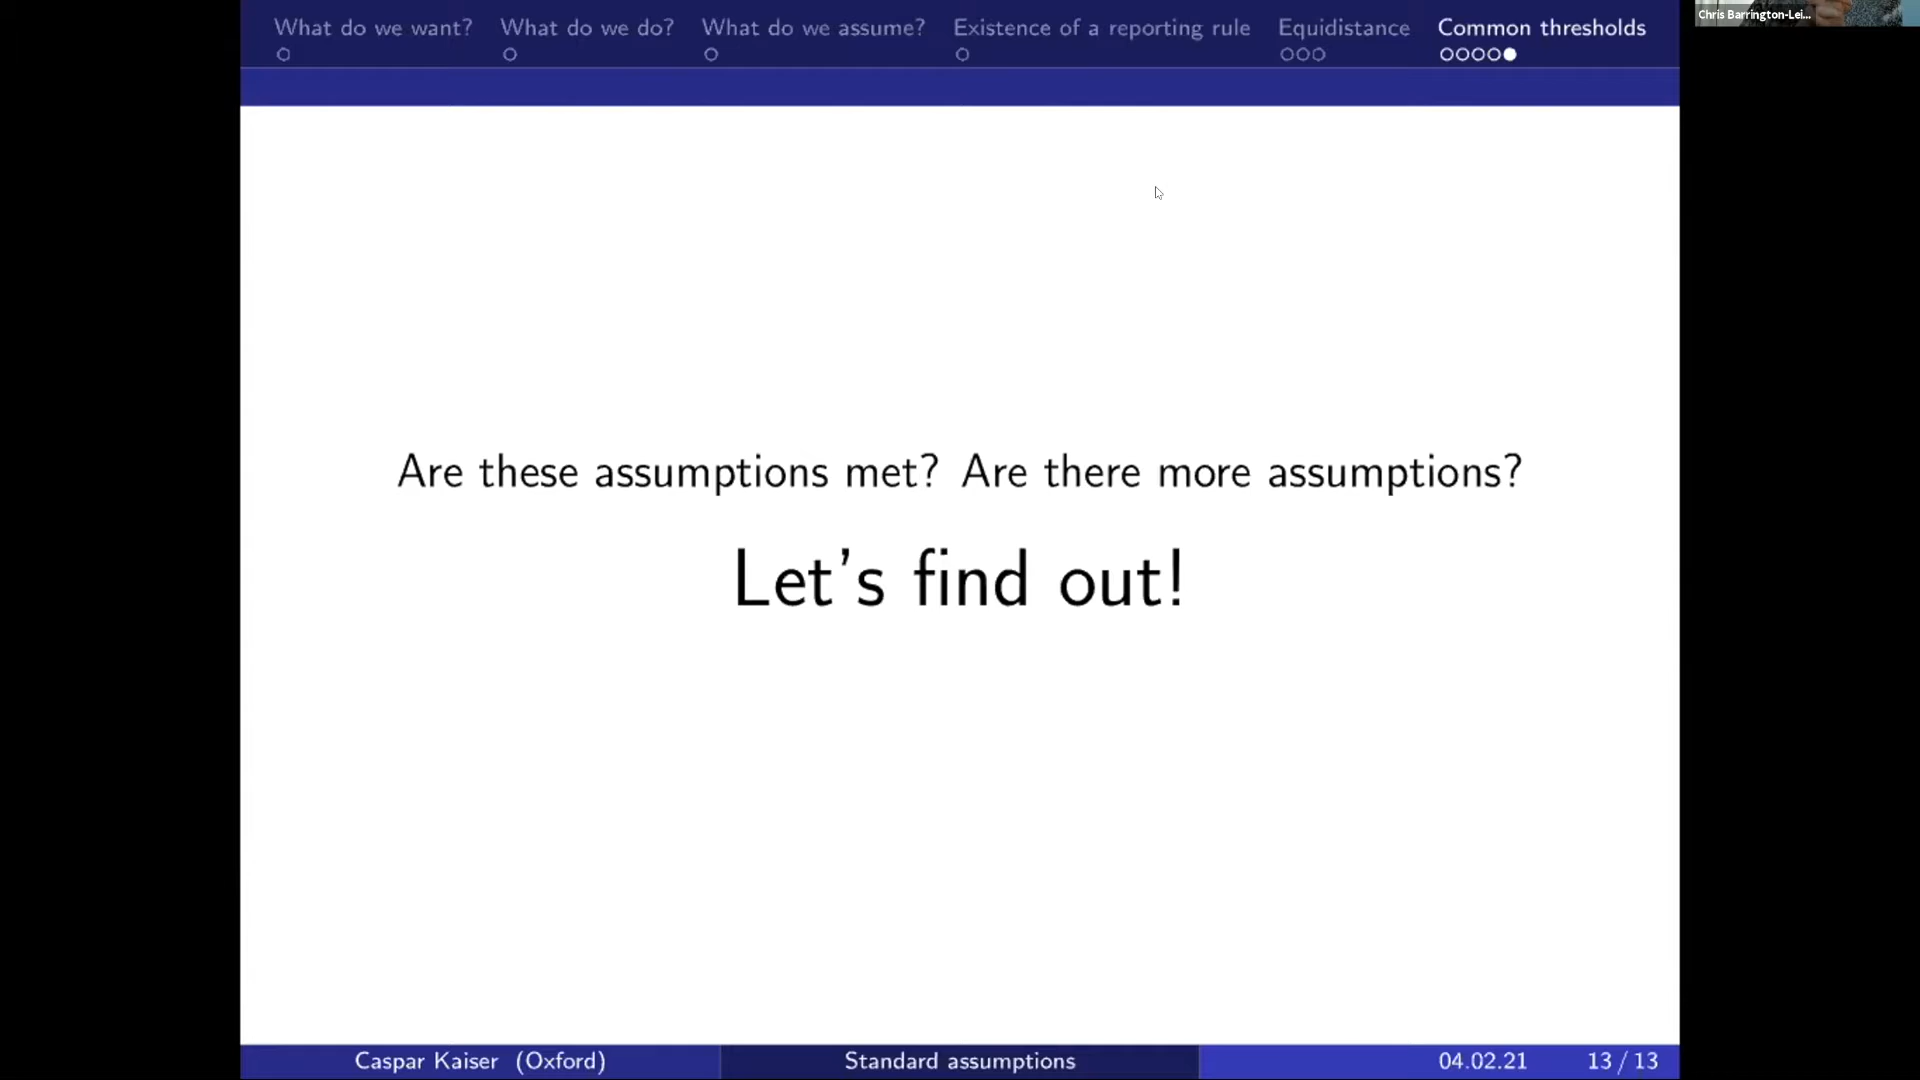 What do we want? What do we do? What do we assume? Existence of a reporting rule Equidistance Common thresholds
Chris Barrington-Lei...
Are these assumptions met? Are there more assumptions?
Let's find out!
Caspar Kaiser (Oxford) Standard assumptions 04.02.21 13 / 13